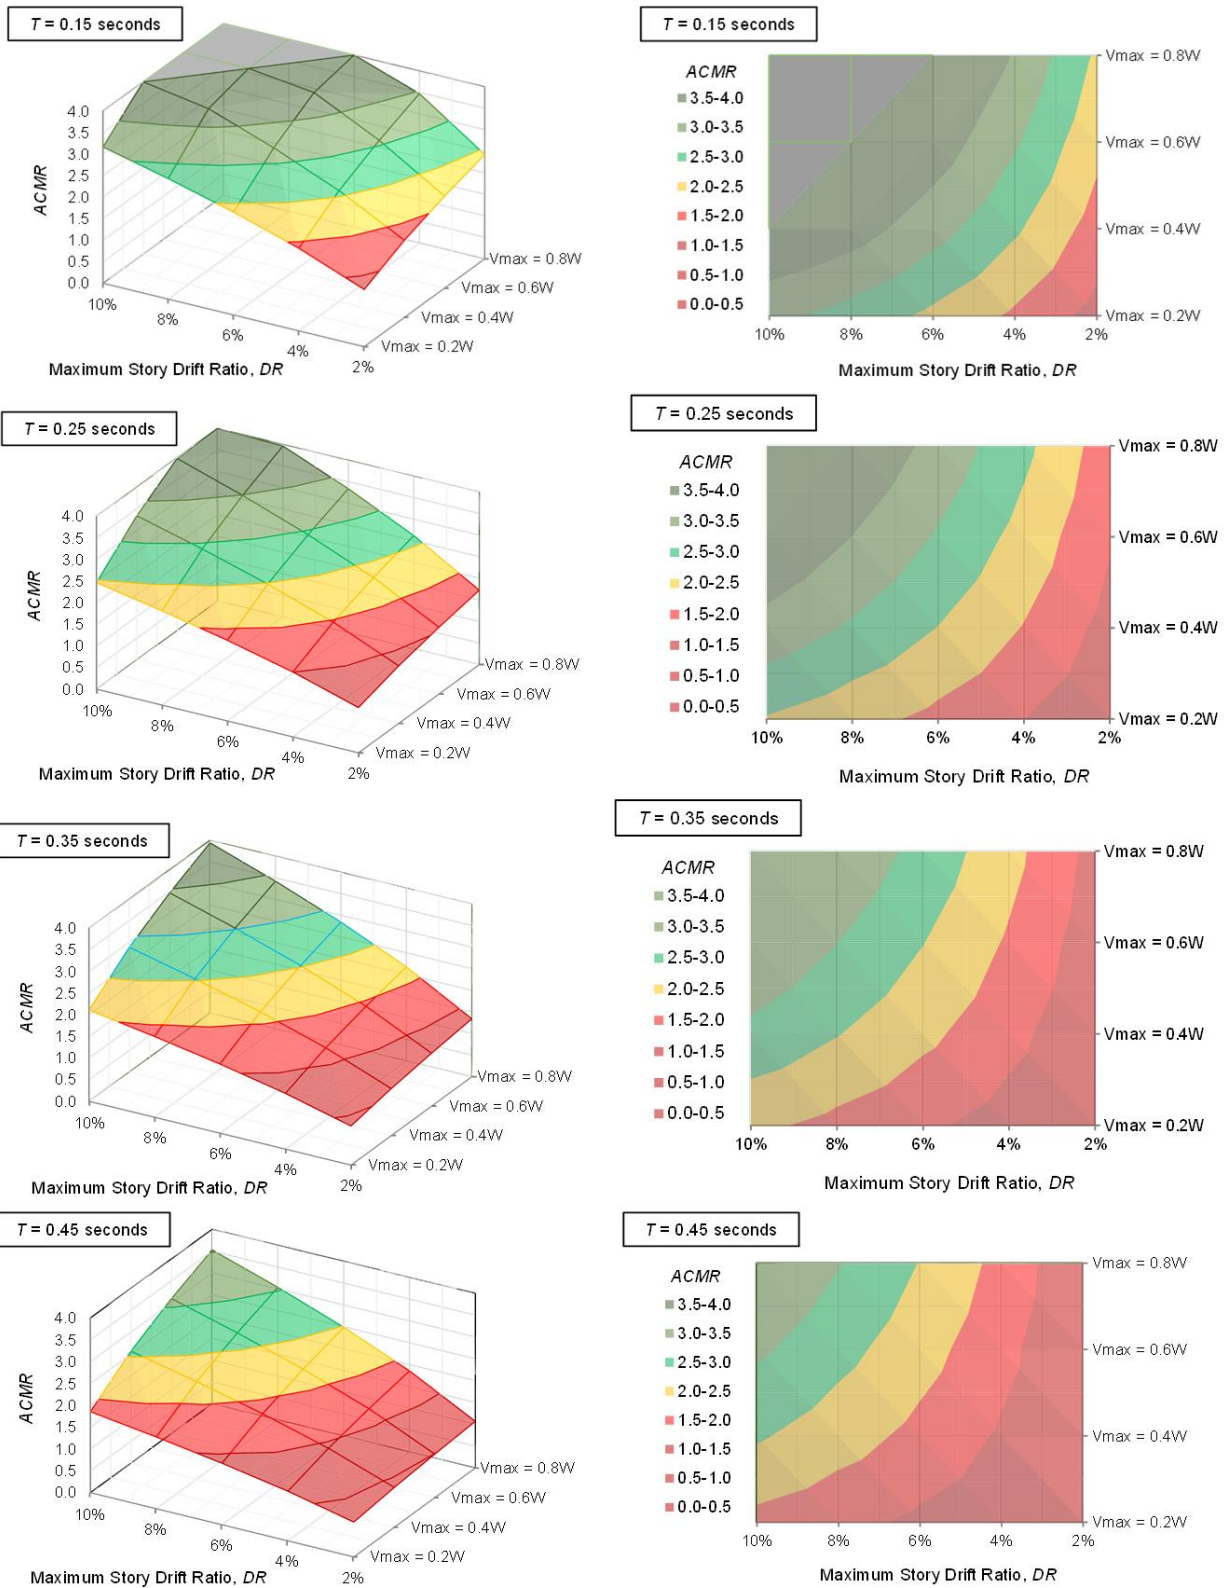 T = 0.15 seconds
4.0
3.5
3.0
2.5
2.0
1.5
1.0
0.5
0.0
ACMR
10%
8%
6%
4%
2%
Vmax = 0.8W
Vmax = 0.6W
Vmax = 0.4W
Vmax = 0.2W
Maximum Story Drift Ratio, DR
T = 0.15 seconds
ACMR
3.5-4.0
3.0-3.5
2.5-3.0
2.0-2.5
1.5-2.0
1.0-1.5
0.5-1.0
0.0-0.5
Vmax = 0.8W
Vmax = 0.6W
Vmax = 0.4W
Vmax = 0.2W
10%
8%
6%
4%
2%
Maximum Story Drift Ratio, DR
T = 0.25 seconds
4.0
3.5
3.0
2.5
2.0
1.5
1.0
0.5
0.0
ACMR
10%
8%
6%
4%
2%
Vmax = 0.8W
Vmax = 0.6W
Vmax = 0.4W
Vmax = 0.2W
Maximum Story Drift Ratio, DR
T = 0.25 seconds
ACMR
3.5-4.0
3.0-3.5
2.5-3.0
2.0-2.5
1.5-2.0
1.0-1.5
0.5-1.0
0.0-0.5
Vmax = 0.8W
Vmax = 0.6W
Vmax = 0.4W
Vmax = 0.2W
10%
8%
6%
4%
2%
Maximum Story Drift Ratio, DR
T = 0.35 seconds
4.0
3.5
3.0
2.5
2.0
1.5
1.0
0.5
0.0
ACMR
10%
8%
6%
4%
2%
Vmax = 0.8W
Vmax = 0.6W
Vmax = 0.4W
Vmax = 0.2W
Maximum Story Drift Ratio, DR
T = 0.35 seconds
ACMR
3.5-4.0
3.0-3.5
2.5-3.0
2.0-2.5
1.5-2.0
1.0-1.5
0.5-1.0
0.0-0.5
Vmax = 0.8W
Vmax = 0.6W
Vmax = 0.4W
Vmax = 0.2W
10%
8%
6%
4%
2%
Maximum Story Drift Ratio, DR
T = 0.45 seconds
4.0
3.5
3.0
2.5
2.0
1.5
1.0
0.5
0.0
ACMR
10%
8%
6%
4%
2%
Vmax = 0.8W
Vmax = 0.6W
Vmax = 0.4W
Vmax = 0.2W
Maximum Story Drift Ratio, DR
T = 0.45 seconds
ACMR
3.5-4.0
3.0-3.5
2.5-3.0
2.0-2.5
1.5-2.0
1.0-1.5
0.5-1.0
0.0-0.5
Vmax = 0.8W
Vmax = 0.6W
Vmax = 0.4W
Vmax = 0.2W
10%
8%
6%
4%
2%
Maximum Story Drift Ratio, DR